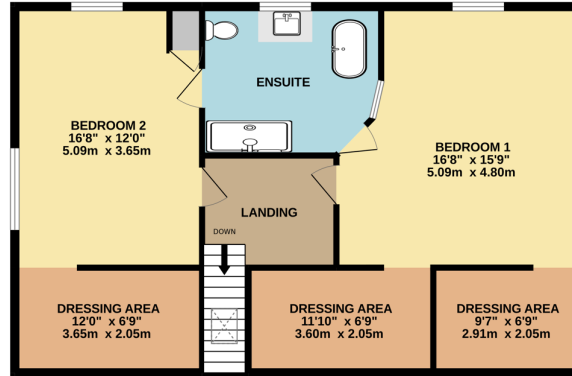 ENSUITE
BEDROOM 2
16'8" x 12'0"
5.09m x 3.65m
BEDROOM 1
16'8" x 15'9"
5.09m x 4.80m
LANDING
DOWN
DRESSING AREA
12'0" x 6'9"
3.65m x 2.05m
DRESSING AREA
11'10" x 6'9"
3.60m x 2.05m
DRESSING AREA
9'7" x 6'9"
2.91m x 2.05m